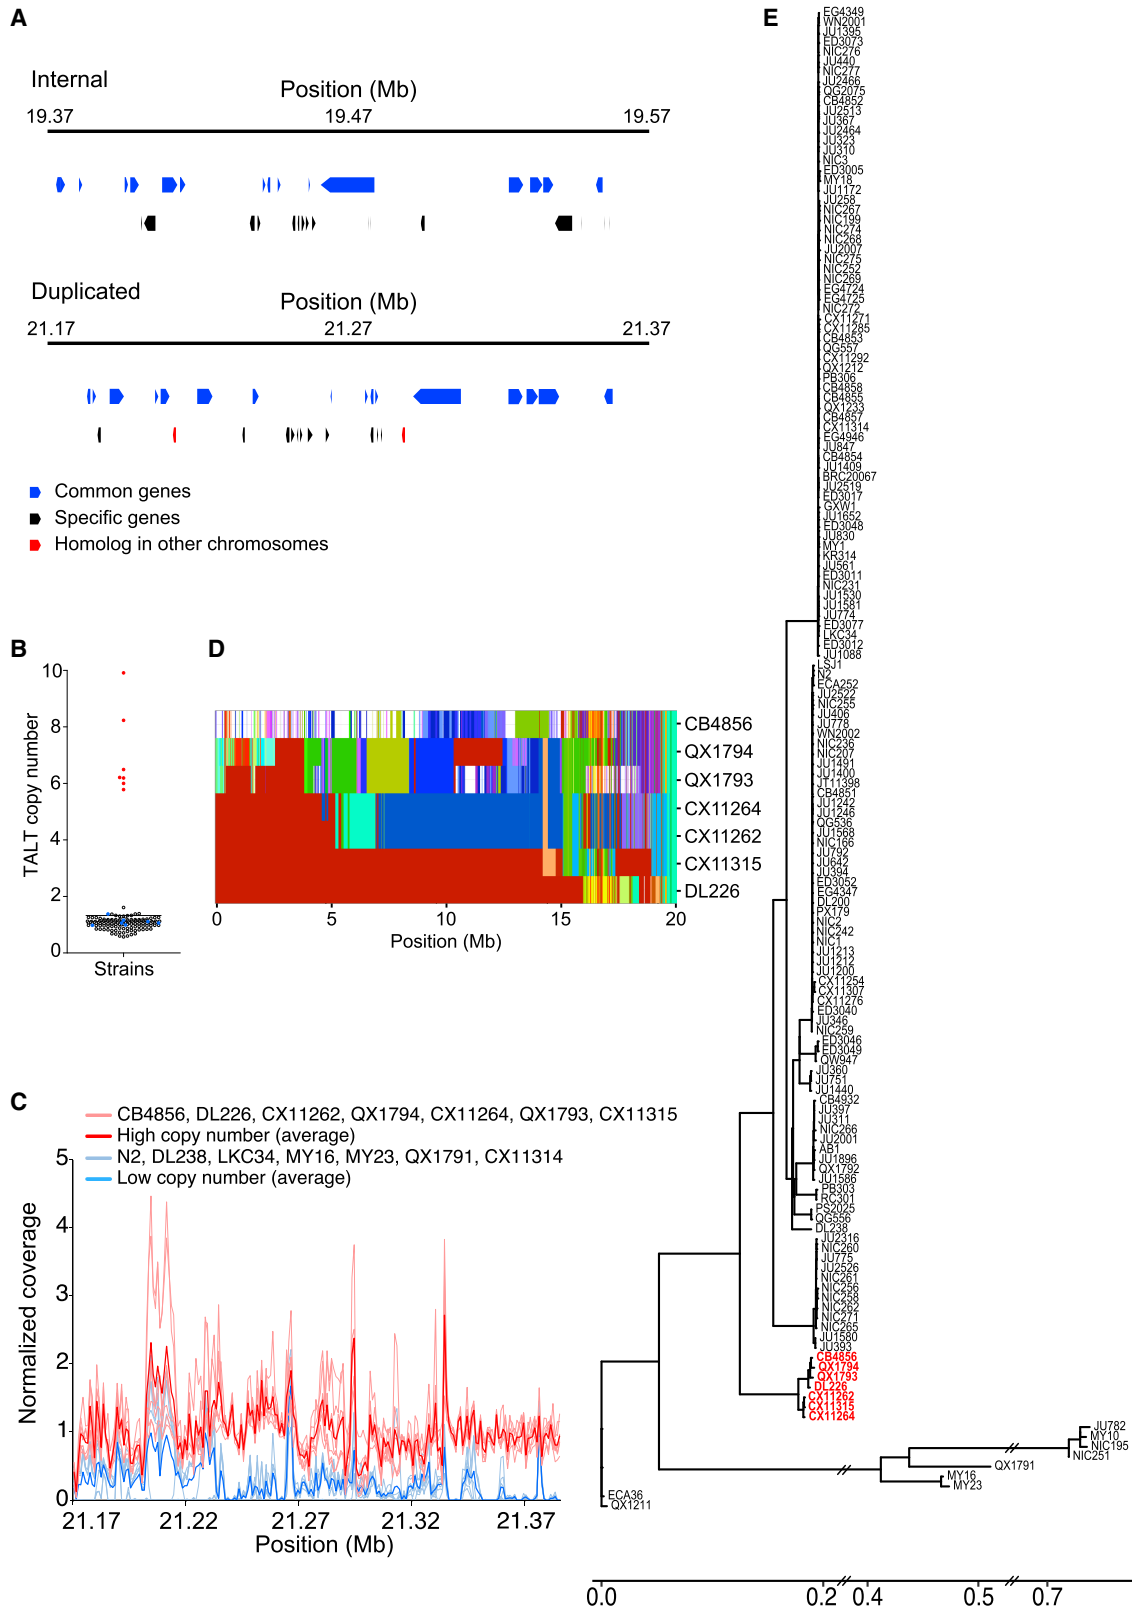 A
Internal
Position (Mb)
19.37 19.47 19.57
Duplicated
Position (Mb)
21.17 21.27 21.37
Common genes
Specific genes
Homolog in other chromosomes
B
TALT copy number
10
8
6
4
2
0
Strains
D
CB4856
QX1794
QX1793
CX11264
CX11262
CX11315
DL226
0 5 10 15 20
Position (Mb)
C
CB4856, DL226, CX11262, QX1794, CX11264, QX1793, CX11315
High copy number (average)
N2, DL238, LKC34, MY16, MY23, QX1791, CX11314
Low copy number (average)
Normalized coverage
5
4
3
2
1
0
21.17 21.22 21.27 21.32 21.37
Position (Mb)
E
EG4349
WN2001
JU1395
ED3073
NIC276
JU440
NIC277
JU2466
QG2075
CB4852
JU2513
JU367
JU2464
JU323
JU310
NIC3
ED3005
MY18
JU1172
JU258
NIC267
NIC199
NIC274
NIC268
JU2007
NIC275
NIC252
NIC269
EG4724
EG4725
NIC272
CX11271
CX11285
CB4853
QG557
CX11292
QX1212
PB306
CB4858
CB4855
QX1233
CB4857
CX11314
EG4946
JU847
CB4854
JU1409
BRC20067
JU2519
ED3017
GXW1
JU1652
ED3048
JU830
MY1
KR314
JU561
ED3011
NIC231
JU1530
JU1581
JU774
ED3077
LKC34
ED3012
JU1088
LSJ1
N2
ECA252
JU2522
NIC255
JU406
JU778
WN2002
NIC236
NIC207
JU1491
JU1400
JT11398
CB4851
JU1242
JU1246
QG536
JU1568
NIC166
JU792
JU642
JU394
ED3052
EG4347
DL200
PX179
NIC2
NIC242
NIC1
JU1213
JU1212
JU1200
CX11254
CX11307
CX11276
ED3040
JU346
NIC259
ED3046
ED3049
QW947
JU360
JU751
JU1440
CB4932
JU397
JU311
NIC266
JU2001
AB1
JU1896
QX1792
JU1586
PB303
RC301
PS2025
QG556
DL238
JU2316
NIC260
JU775
JU2526
NIC261
NIC256
NIC258
NIC262
NIC271
NIC265
JU1580
JU393
CB4856
QX1794
QX1793
DL226
CX11262
CX11315
CX11264
JU782
MY10
NIC195
NIC251
QX1791
MY16
MY23
ECA36
QX1211
0.0 0.2 0.4 0.5 0.7